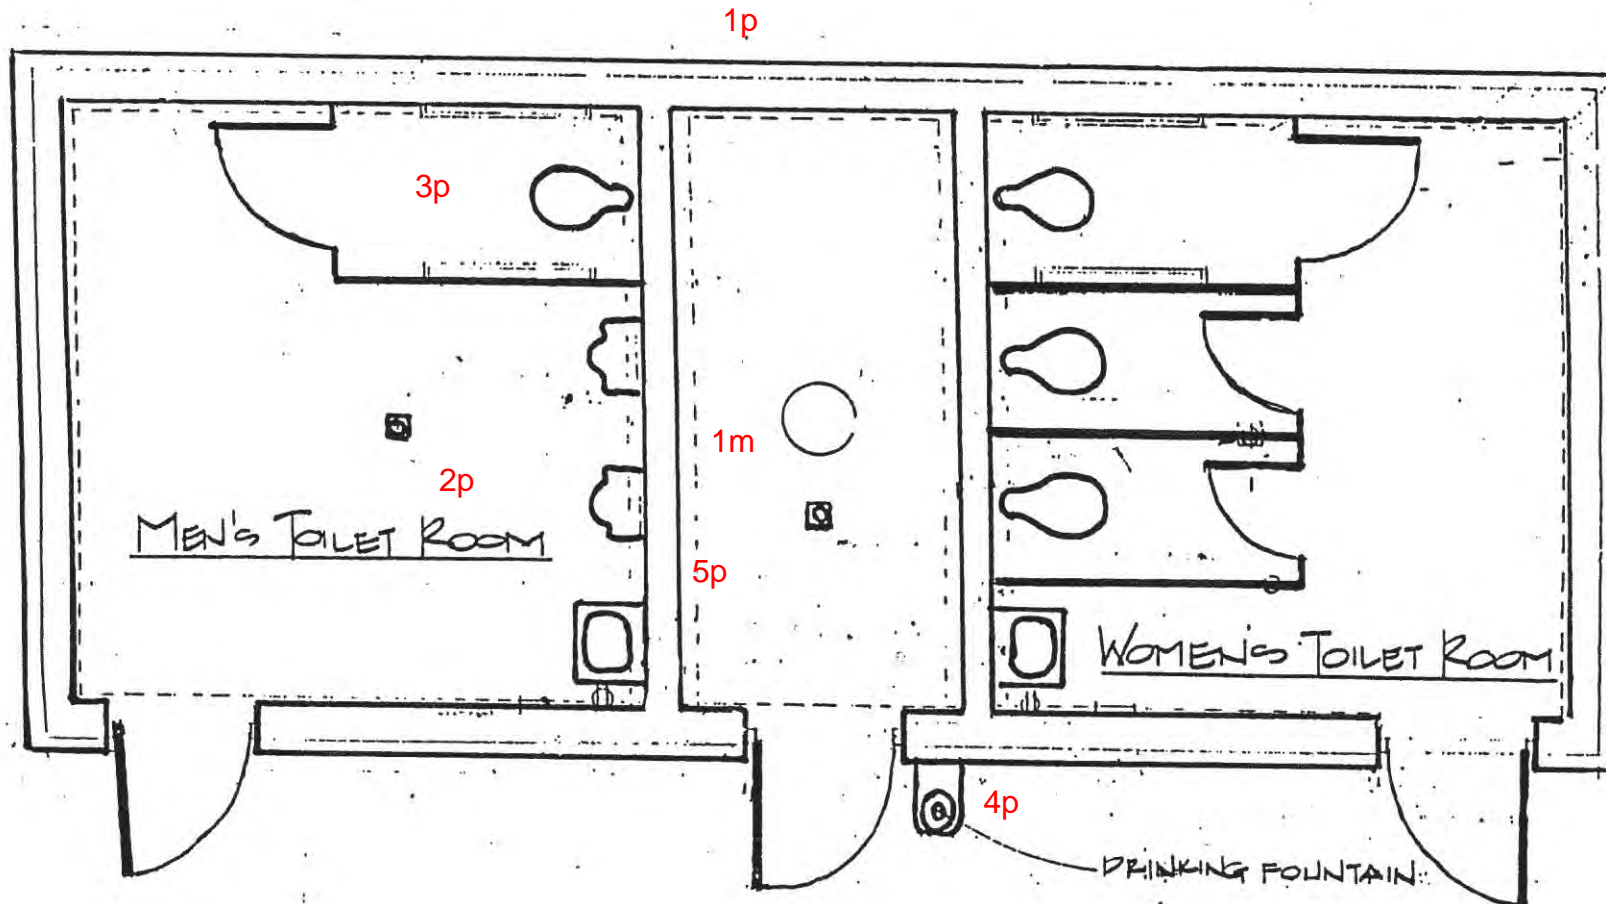 1p
3p
1m
2p
MEN'S TOILET ROOM
5p
WOMEN'S TOILET ROOM
4p
DRINKING FOUNTAIN